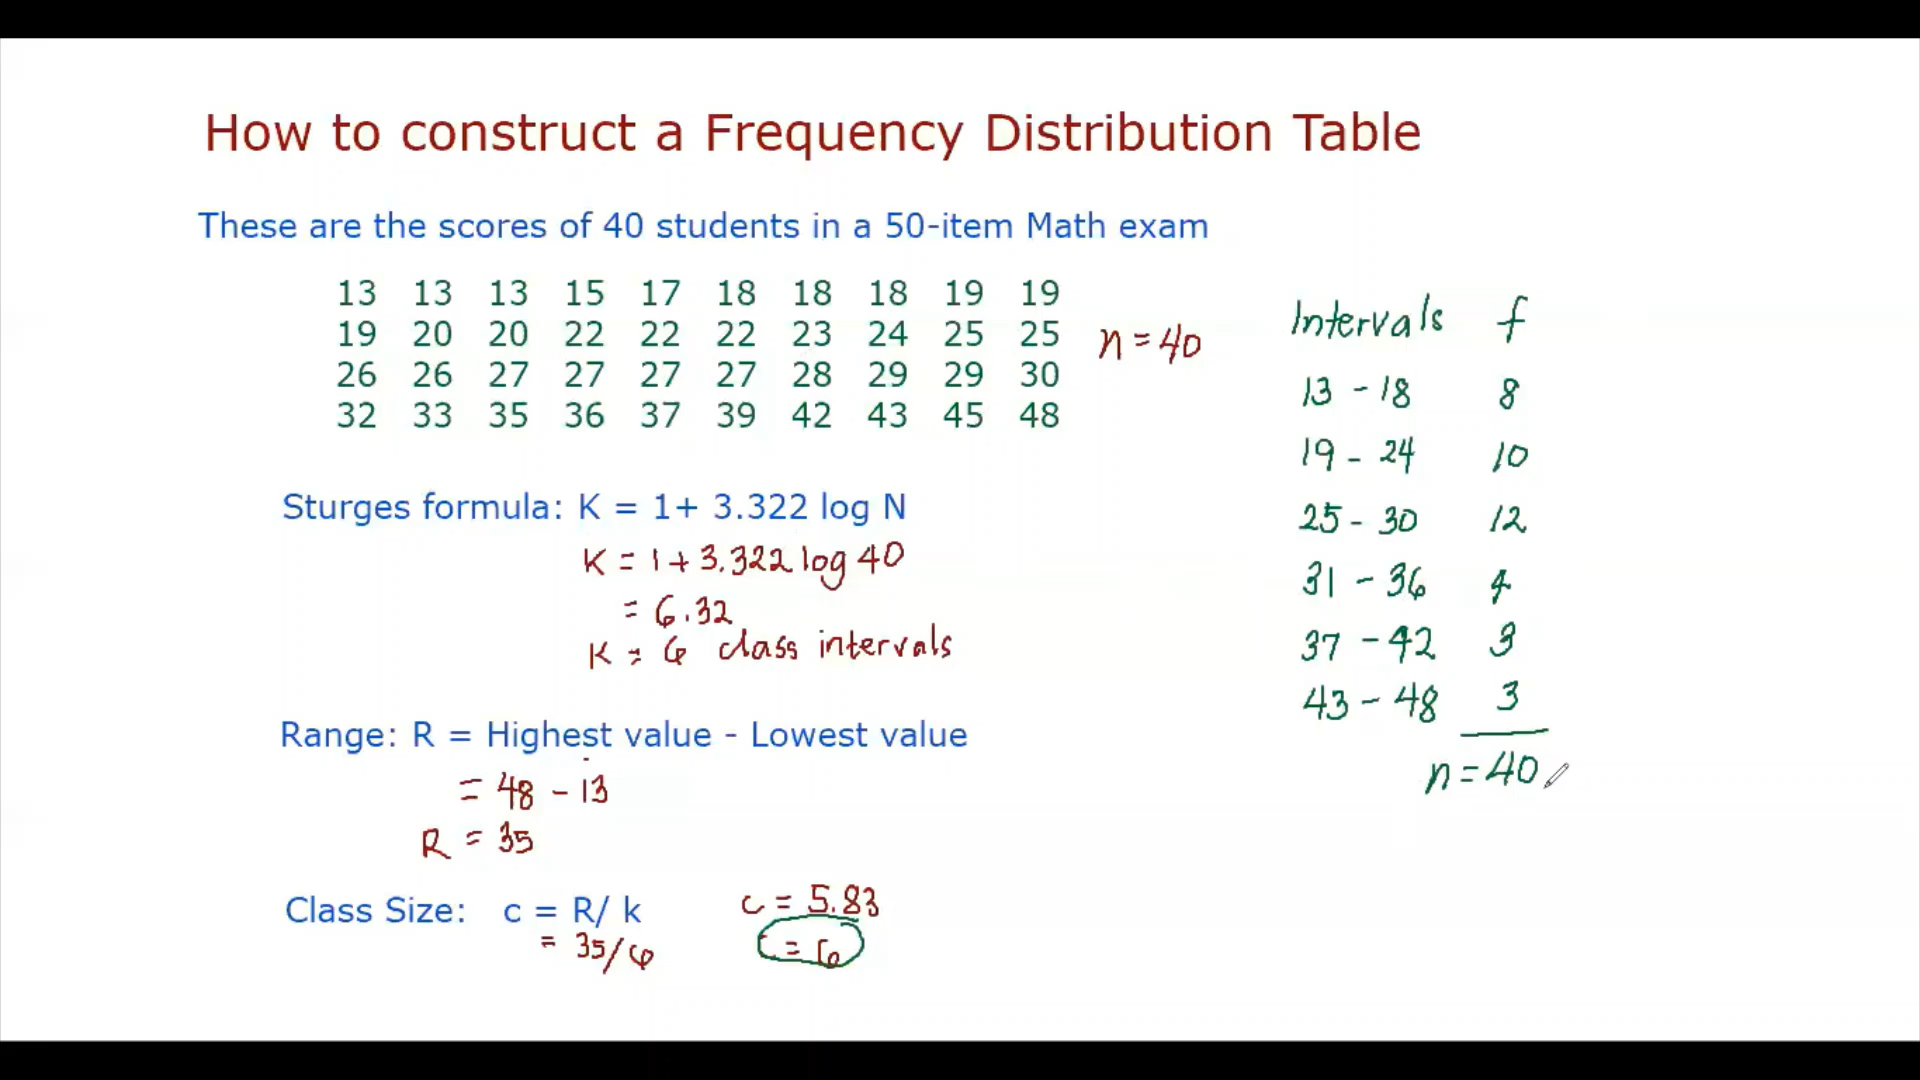 How to construct a Frequency Distribution Table
These are the scores of 40 students in a 50-item Math exam
13 13 13 15 17 18 18 18 19 19
19 20 20 22 22 22 23 24 25 25
26 26 27 27 27 27 28 29 29 30
32 33 35 36 37 39 42 43 45 48
n = 40
Sturges formula: K = 1+ 3.322 log N
K = 1 + 3.322 log 40
= 6.32
K = 6 class intervals
Range: R = Highest value - Lowest value
= 48 - 13
R = 35
Class Size: c = R/ k
= 35/6
c = 5.83
c = 6
Intervals f
13 - 18 8
19 - 24 10
25 - 30 12
31 - 36 4
37 - 42 3
43 - 48 3
n = 40